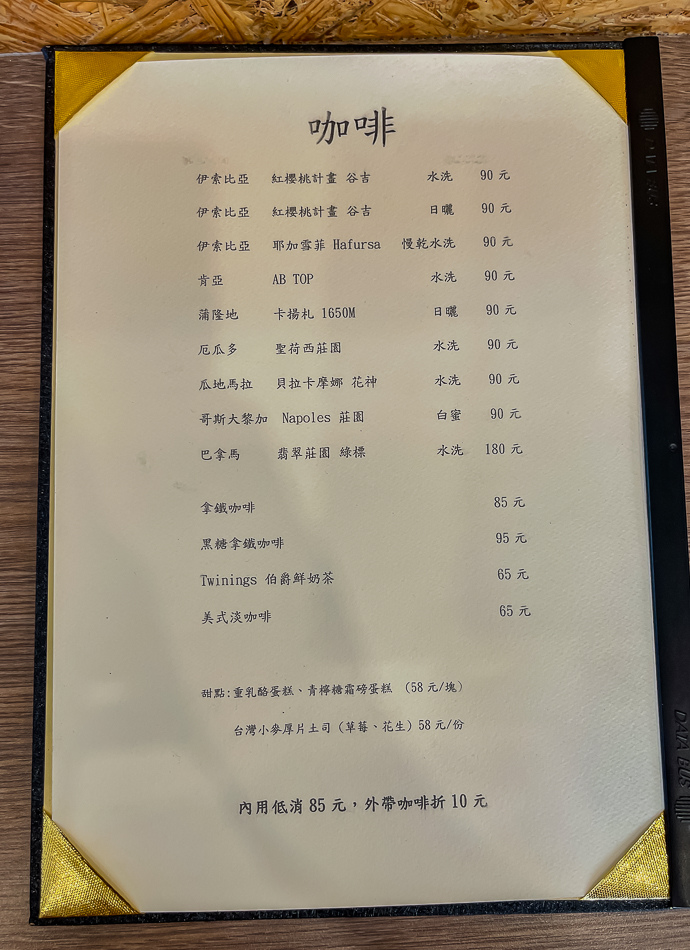 咖啡
伊索比亞 紅櫻桃計畫 谷吉 水洗 90 元
伊索比亞 紅櫻桃計畫 谷吉 日曬 90 元
伊索比亞 耶加雪菲 Hafursa 慢乾水洗 90 元
肯亞 AB TOP 水洗 90 元
蒲隆地 卡揚札 1650M 日曬 90 元
厄瓜多 聖荷西莊園 水洗 90 元
瓜地馬拉 貝拉卡摩娜 花神 水洗 90 元
哥斯大黎加 Napoles 莊園 白蜜 90 元
巴拿馬 翡翠莊園 綠標 水洗 180 元
拿鐵咖啡 85 元
黑糖拿鐵咖啡 95 元
Twinings 伯爵鮮奶茶 65 元
美式淡咖啡 65 元
甜點:重乳酪蛋糕、青檸糖霜磅蛋糕 (58 元/塊)
台灣小麥厚片土司 (草莓、花生) 58 元/份
內用低消 85 元，外帶咖啡折 10 元